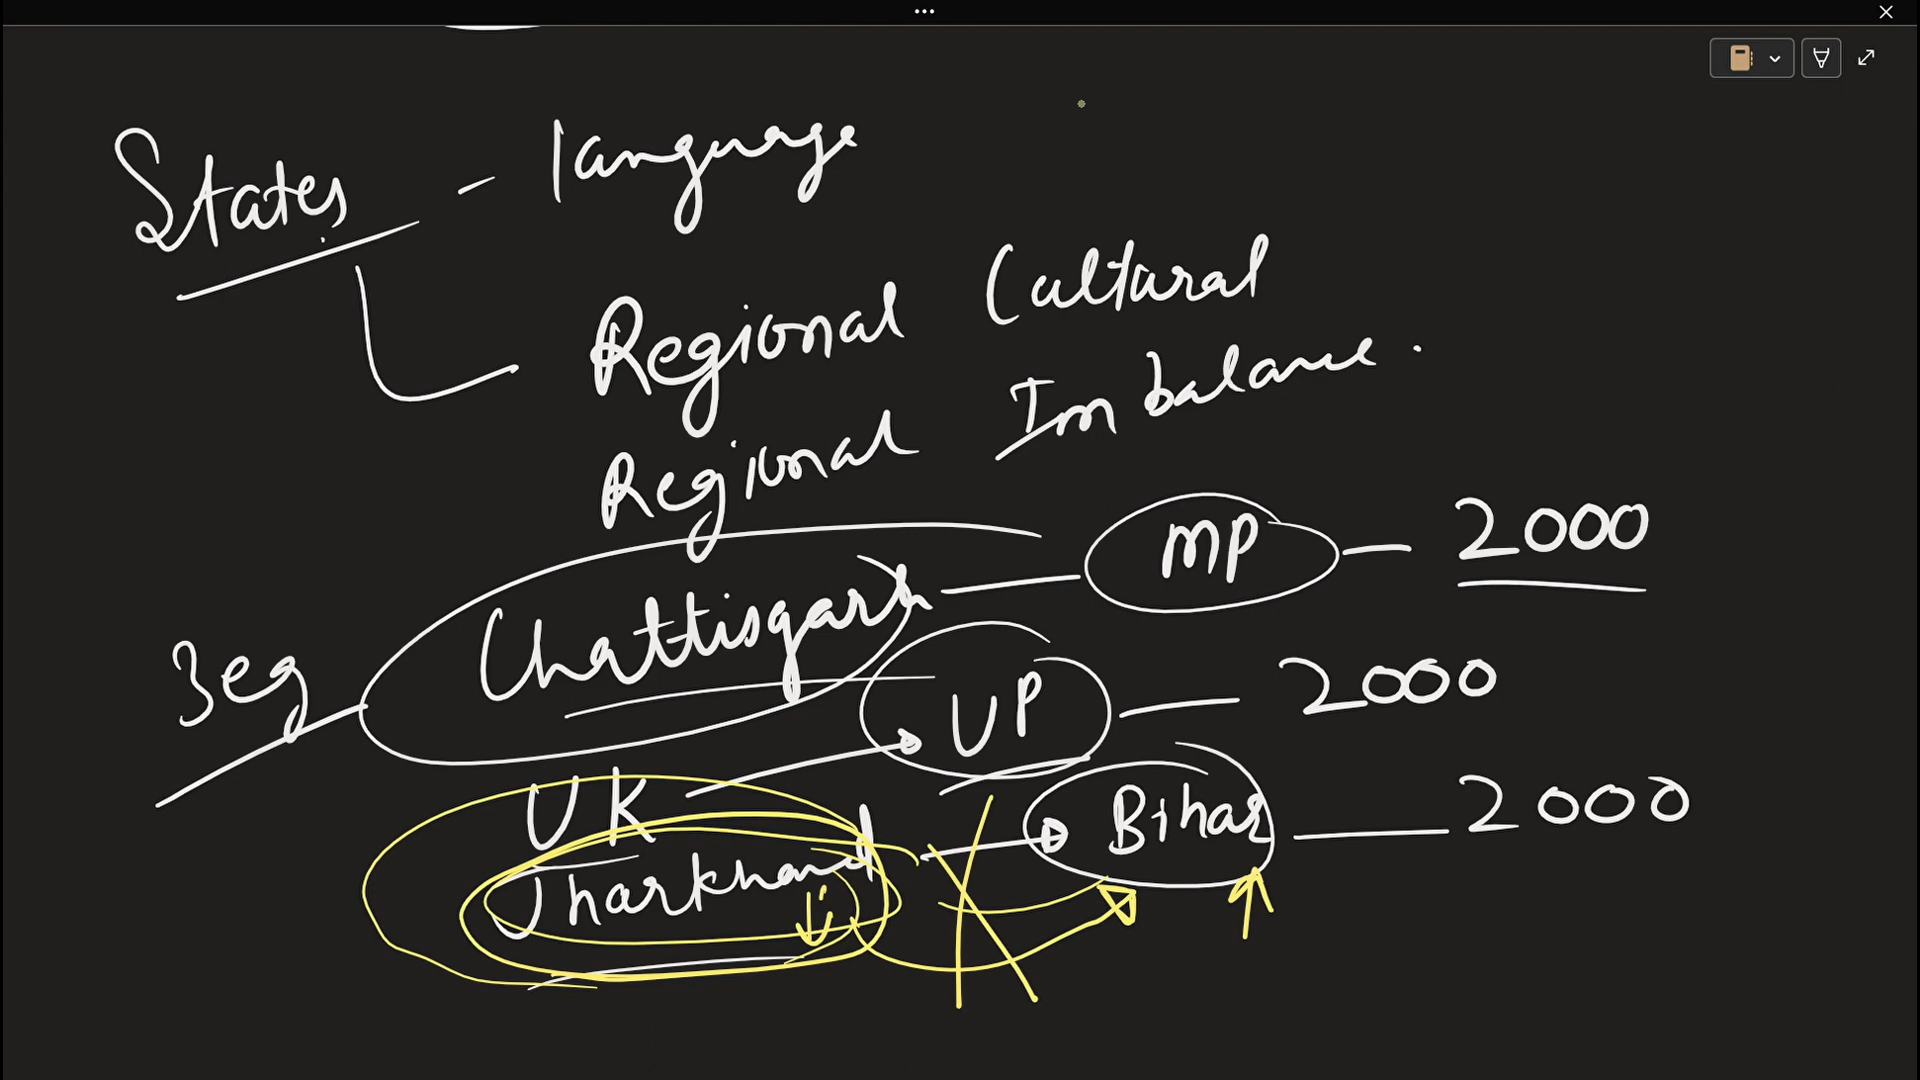 States - language
Regional Cultural
Regional Imbalance.
3eg Chattisgarh — MP — 2000
UK → UP — 2000
Jharkhand → Bihar — 2000